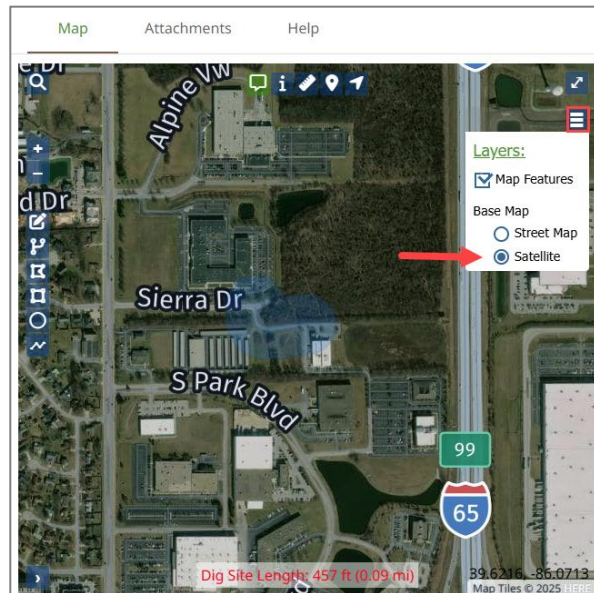 Map Attachments Help
Alpine Vw
Layers:
Map Features
Base Map
Street Map
Satellite
d Dr
Sierra Dr
S Park Blvd
99
65
Dig Site Length: 457 ft (0.09 mi)
39.6216, -86.0713
Map Tiles © 2025 HERE